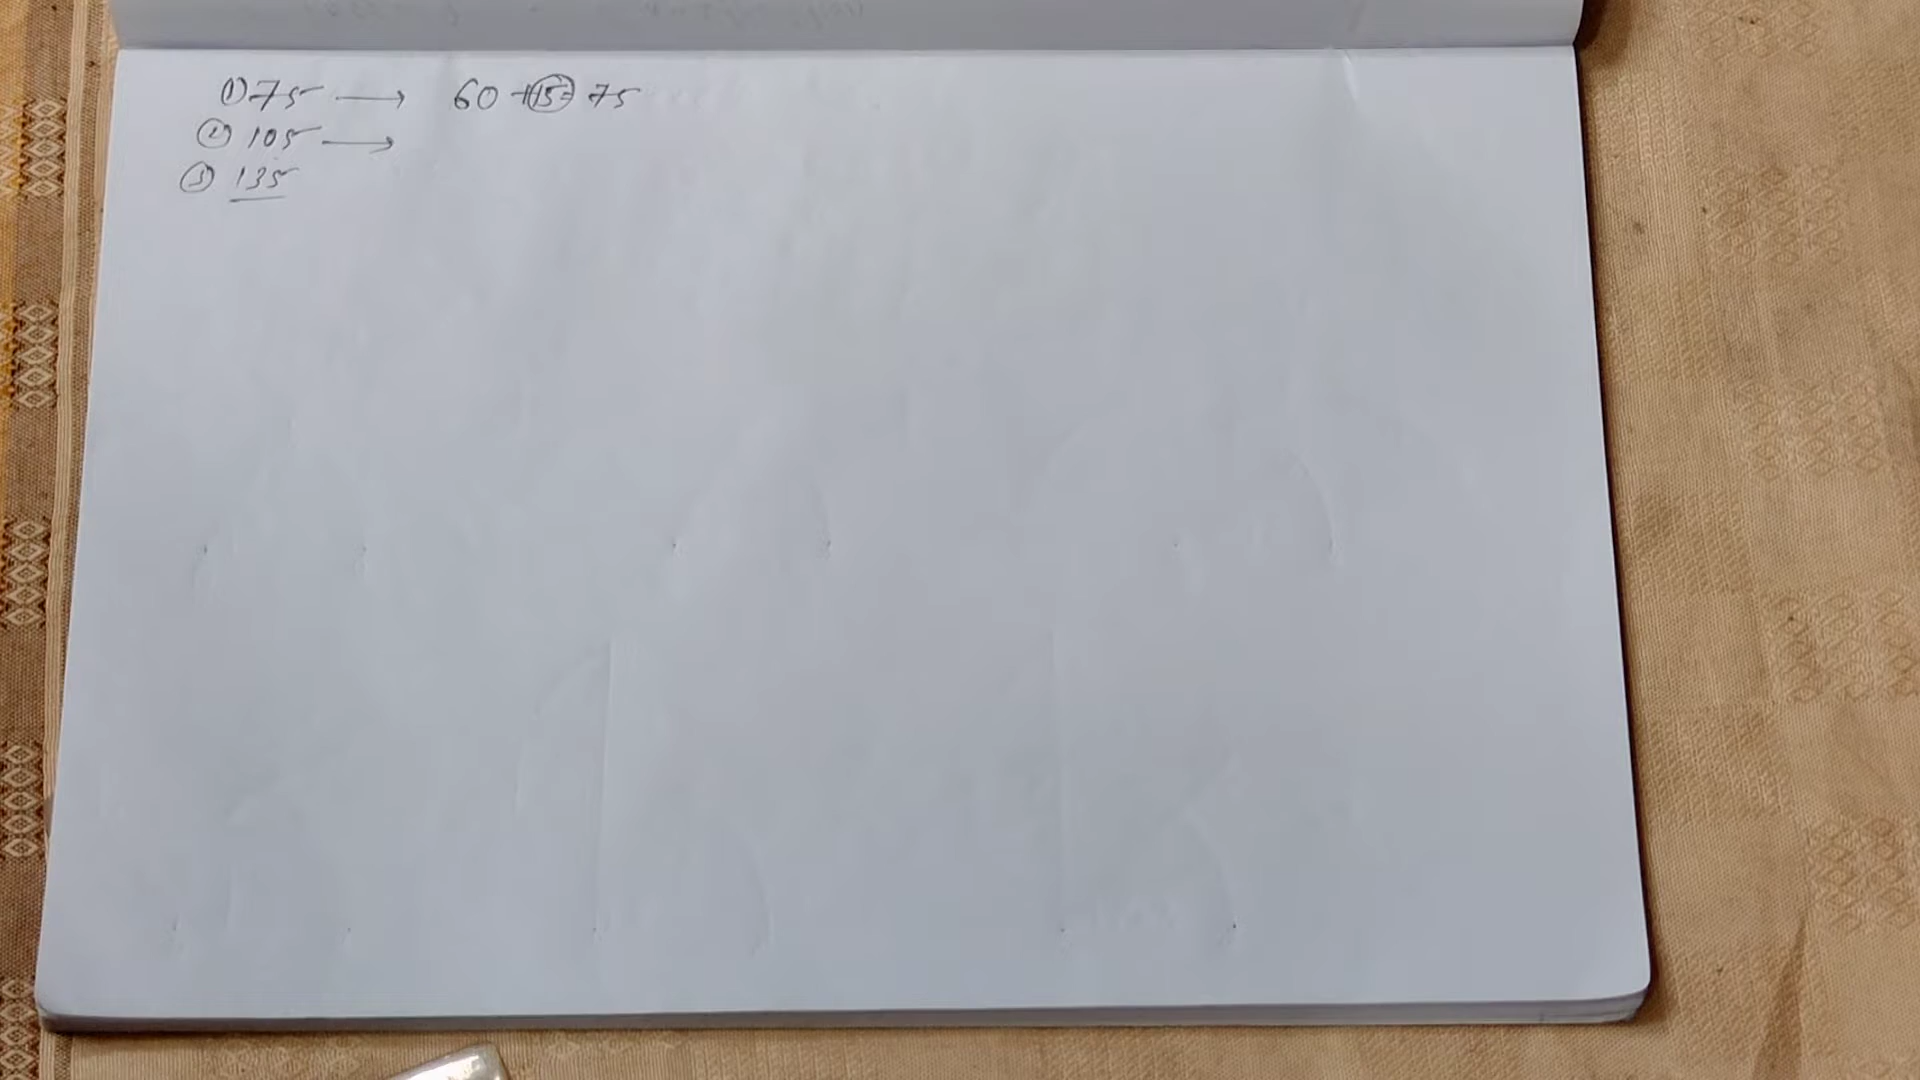 ① 75 → 60 + 15 = 75
② 105 →
③ 135